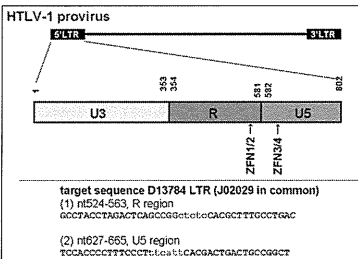 HTLV-1 provirus
5'LTR
3'LTR
1
353
354
581
582
802
U3
R
U5
ZFN1/2
ZFN3/4
target sequence D13784 LTR (J02029 in common)
(1) nt524-563, R region
GCCTACCTAGACTCAGCCGGctctcCACGCTTTGCCTGAC
(2) nt627-665, U5 region
TCCACCCCTTTCCCTttcattCACGACTGACTGCCGGCT